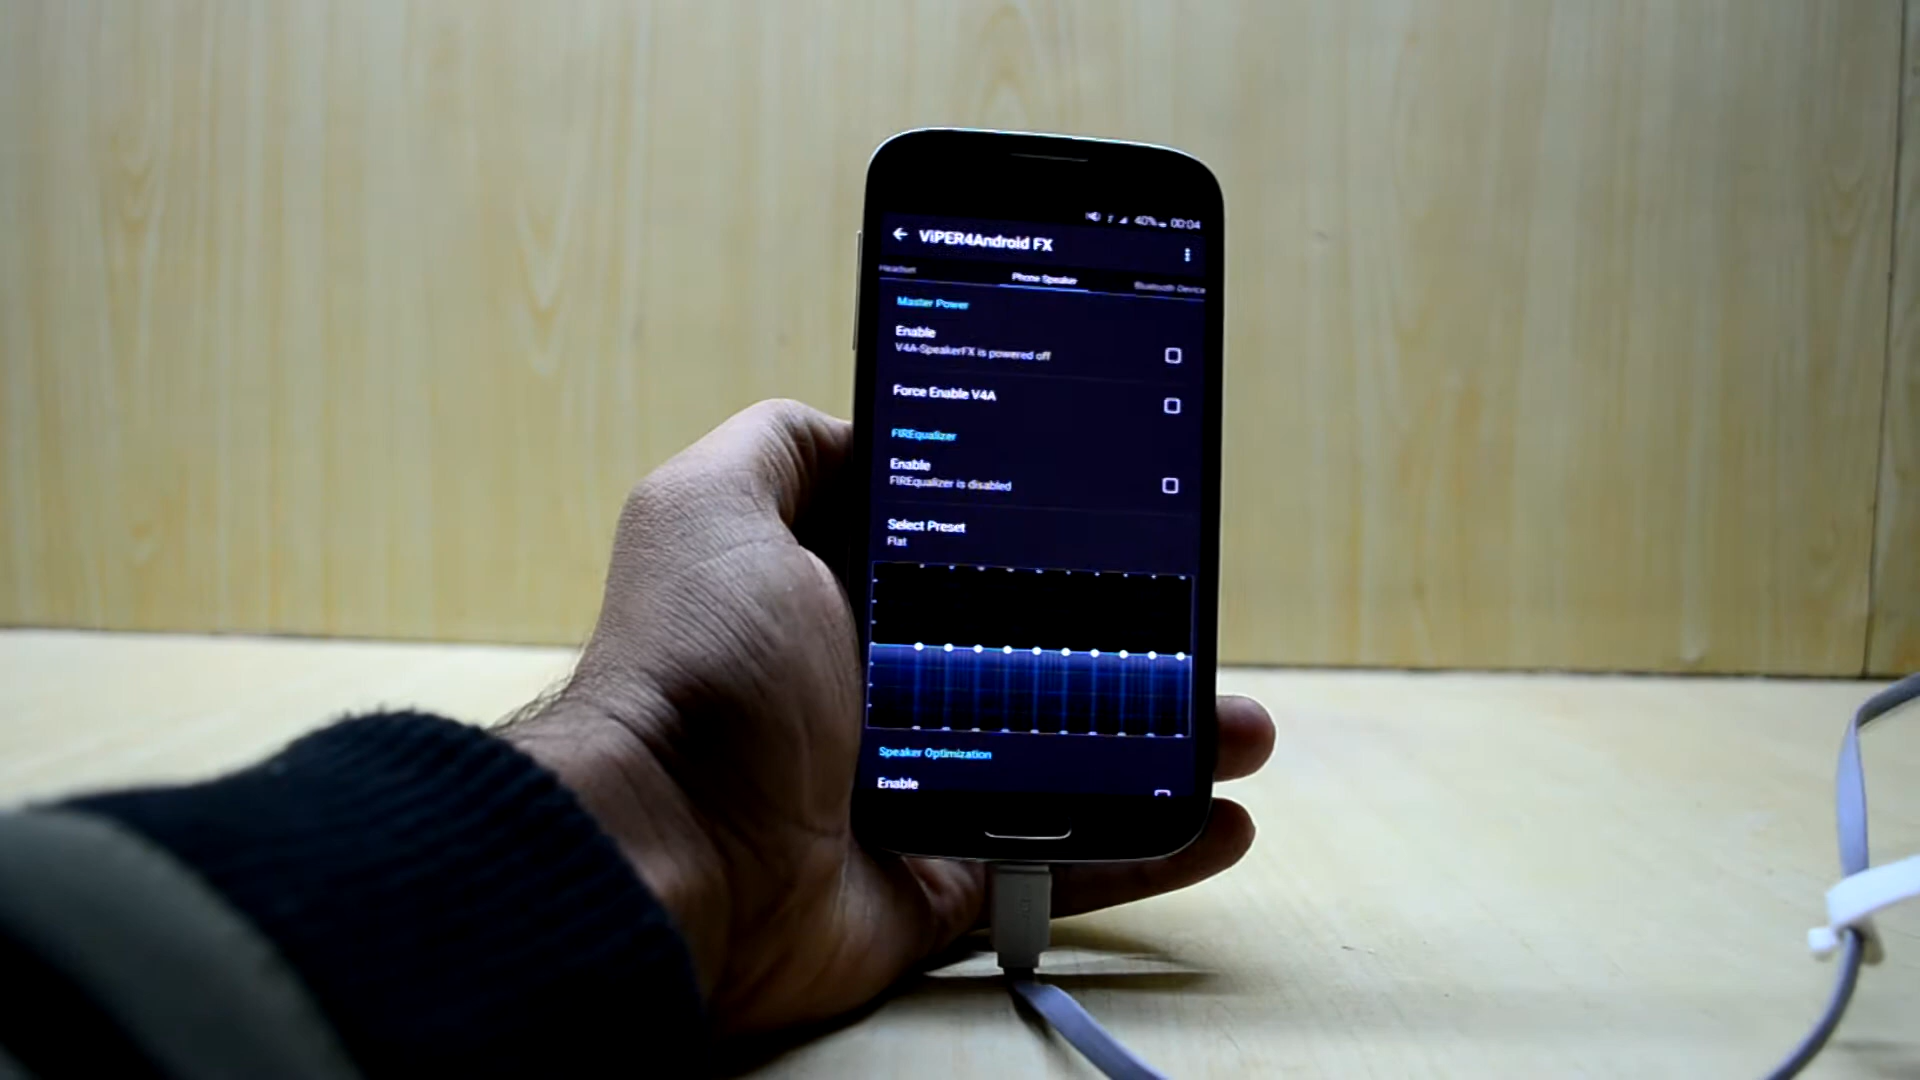 40% 00:04
ViPER4Android FX
Headset Phone Speaker Bluetooth Device
Master Power
Enable
V4A-SpeakerFX is powered off
Force Enable V4A
FIREqualizer
Enable
FIREqualizer is disabled
Select Preset
Flat
Speaker Optimization
Enable